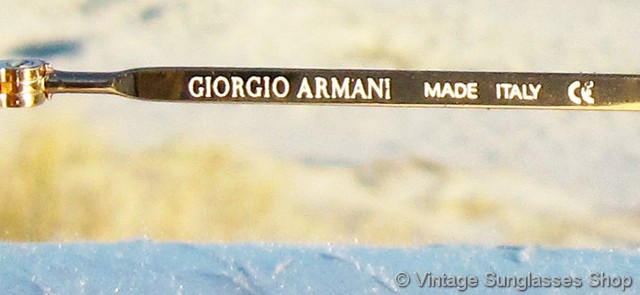 GIORGIO ARMANI MADE ITALY CE
© Vintage Sunglasses Shop